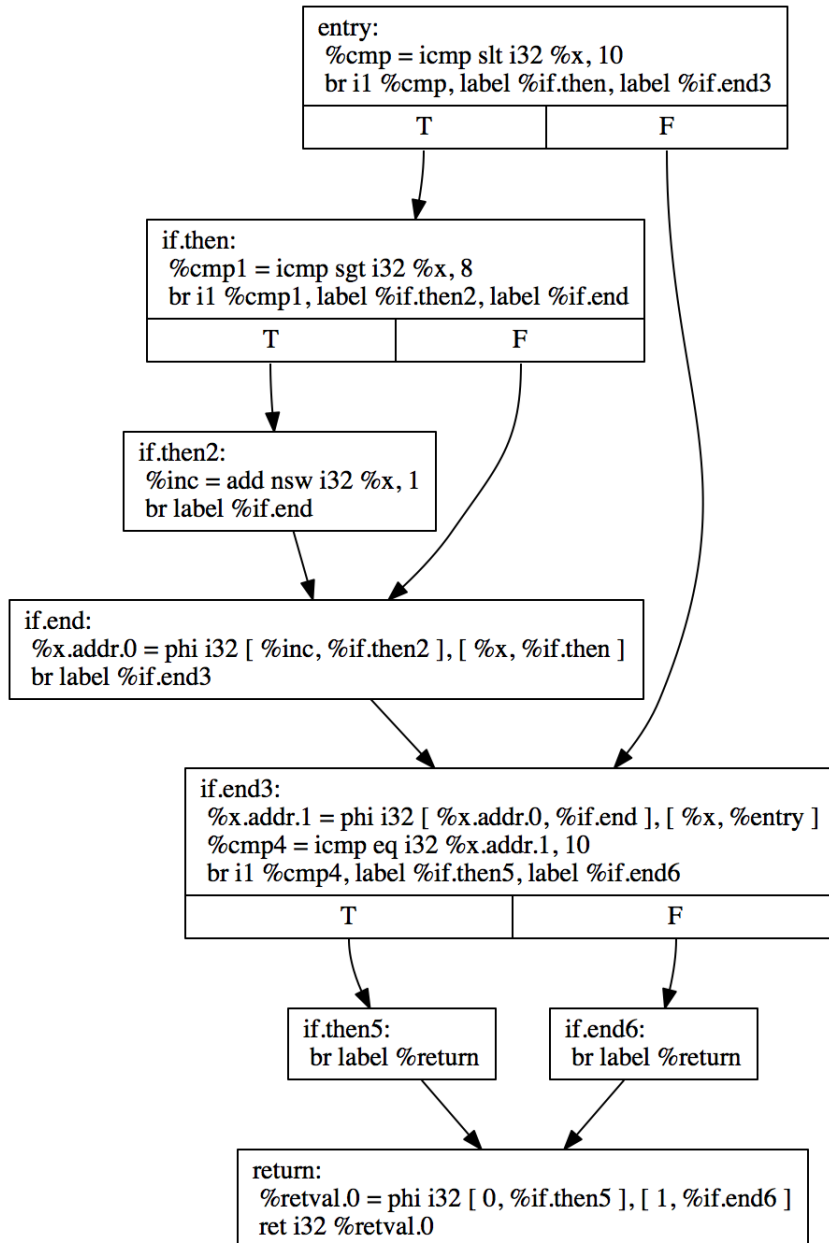 entry:
%cmp = icmp slt i32 %x, 10
br i1 %cmp, label %if.then, label %if.end3
T F
if.then:
%cmp1 = icmp sgt i32 %x, 8
br i1 %cmp1, label %if.then2, label %if.end
T F
if.then2:
%inc = add nsw i32 %x, 1
br label %if.end
if.end:
%x.addr.0 = phi i32 [ %inc, %if.then2 ], [ %x, %if.then ]
br label %if.end3
if.end3:
%x.addr.1 = phi i32 [ %x.addr.0, %if.end ], [ %x, %entry ]
%cmp4 = icmp eq i32 %x.addr.1, 10
br i1 %cmp4, label %if.then5, label %if.end6
T F
if.then5:
br label %return
if.end6:
br label %return
return:
%retval.0 = phi i32 [ 0, %if.then5 ], [ 1, %if.end6 ]
ret i32 %retval.0